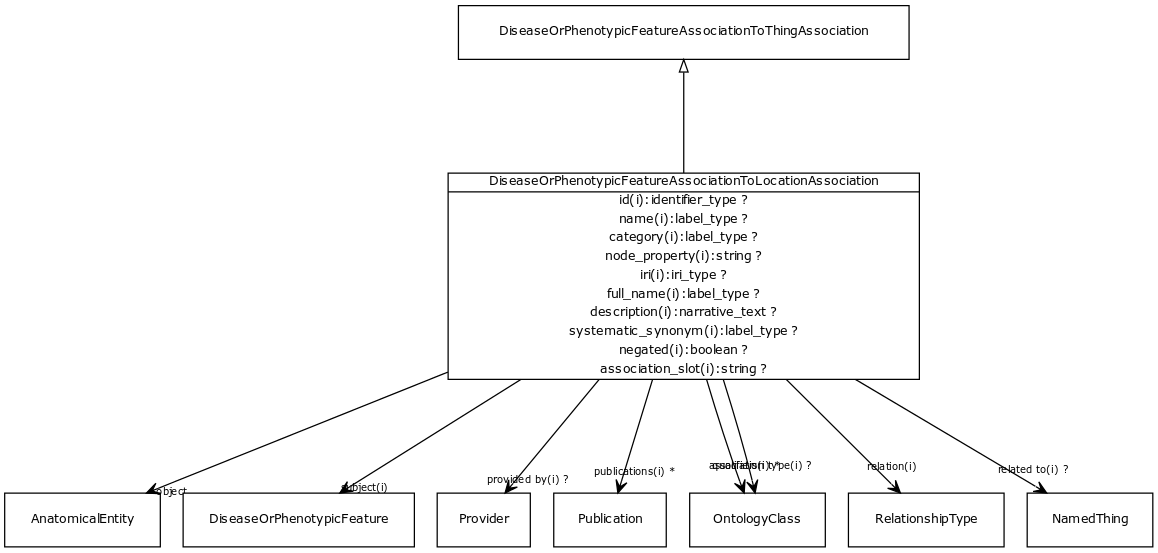 DiseaseOrPhenotypicFeatureAssociationToThingAssociation
DiseaseOrPhenotypicFeatureAssociationToLocationAssociation
id(i):identifier_type ?
name(i):label_type ?
category(i):label_type ?
node_property(i):string ?
iri(i):iri_type ?
full_name(i):label_type ?
description(i):narrative_text ?
systematic_synonym(i):label_type ?
negated(i):boolean ?
association_slot(i):string ?
object
subject(i)
provided by(i) ?
publications(i) *
type(i) ?
relation(i)
related to(i) ?
AnatomicalEntity
DiseaseOrPhenotypicFeature
Provider
Publication
OntologyClass
RelationshipType
NamedThing